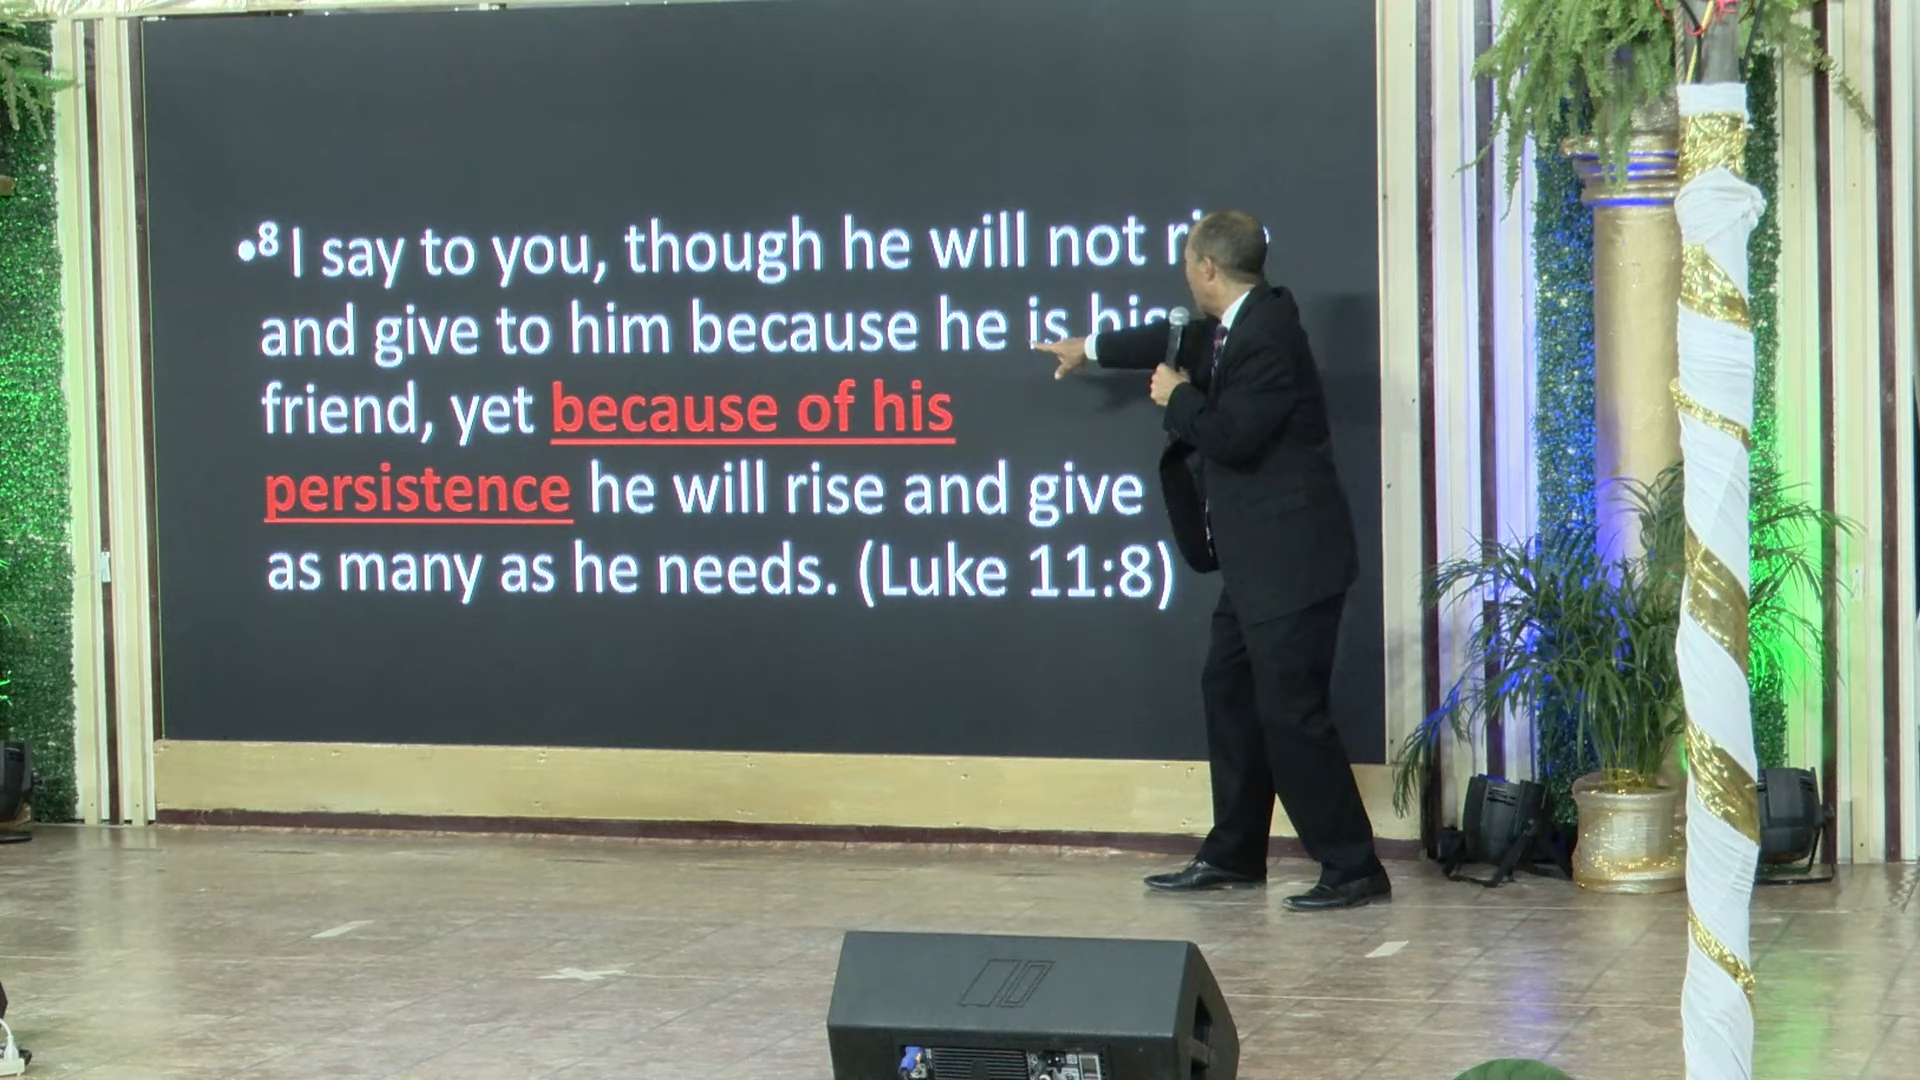 •8 I say to you, though he will not
and give to him because he is his
friend, yet because of his
persistence he will rise and give
as many as he needs. (Luke 11:8)